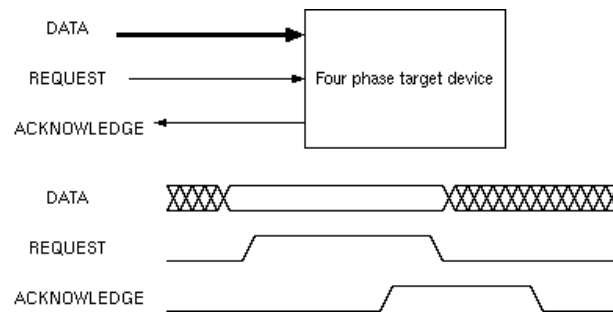 DATA
REQUEST
Four phase target device
ACKNOWLEDGE
DATA
REQUEST
ACKNOWLEDGE